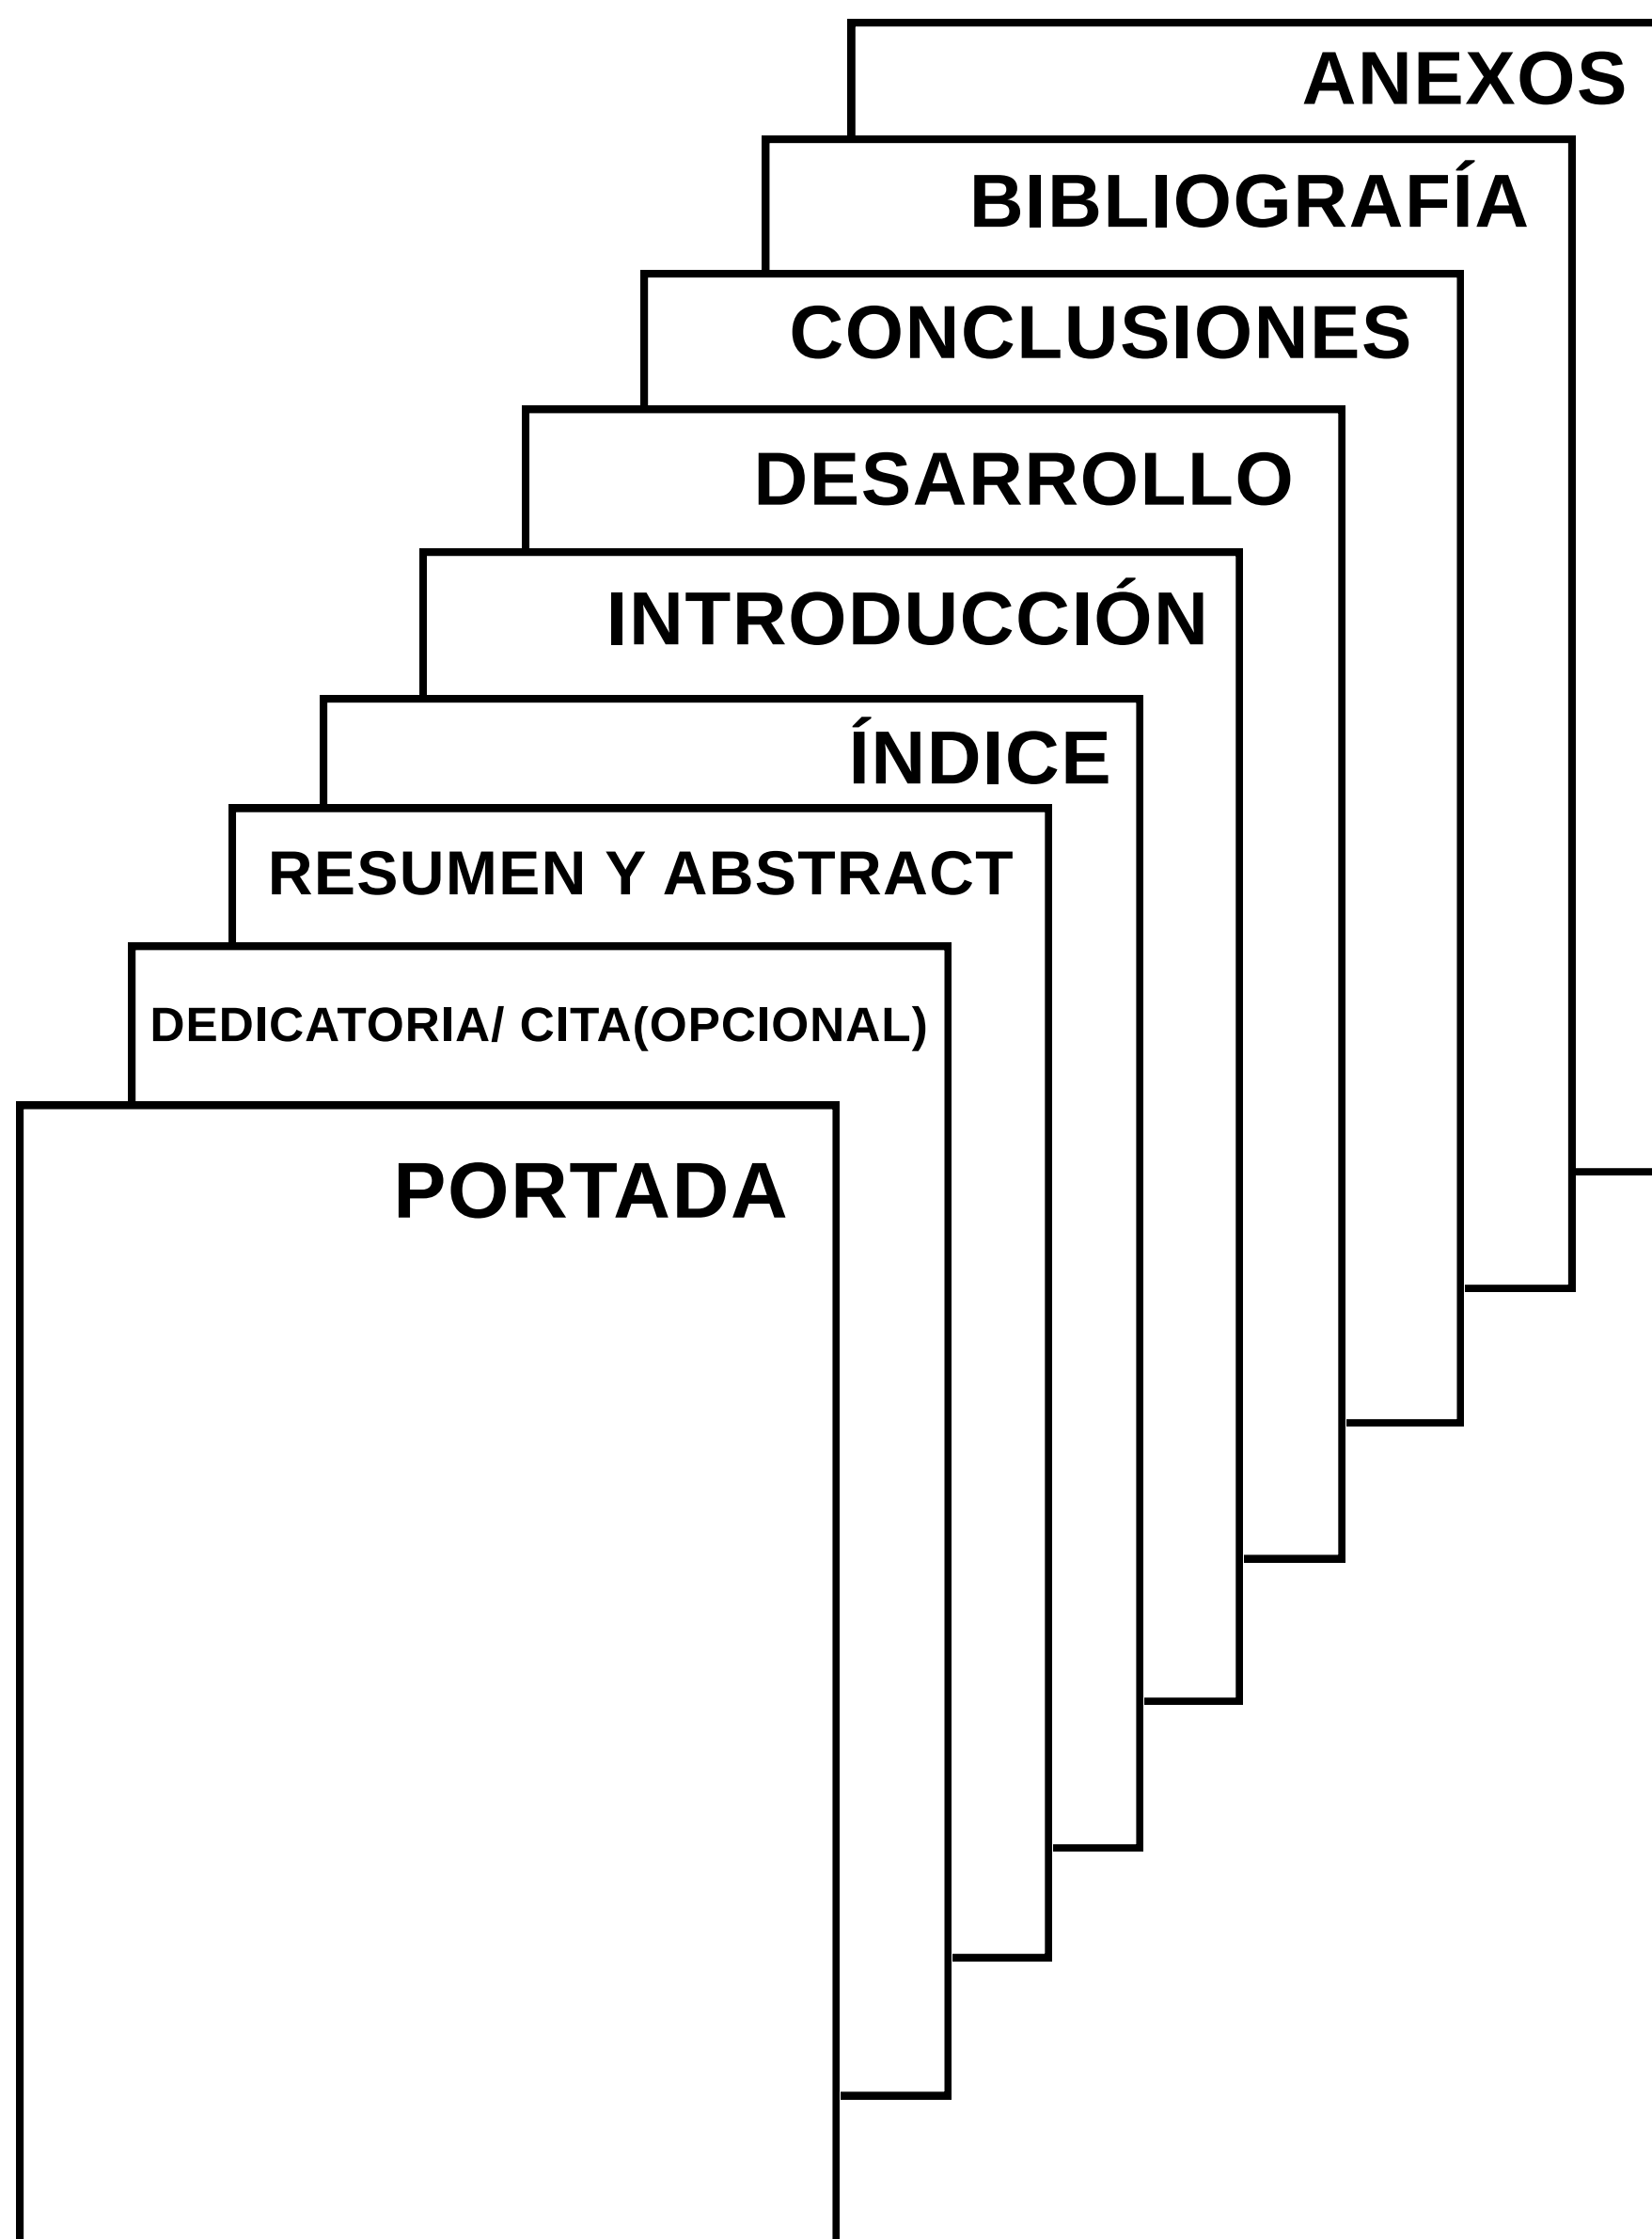 ANEXOS
BIBLIOGRAFÍA
CONCLUSIONES
DESARROLLO
INTRODUCCIÓN
ÍNDICE
RESUMEN Y ABSTRACT
DEDICATORIA/ CITA(OPCIONAL)
PORTADA